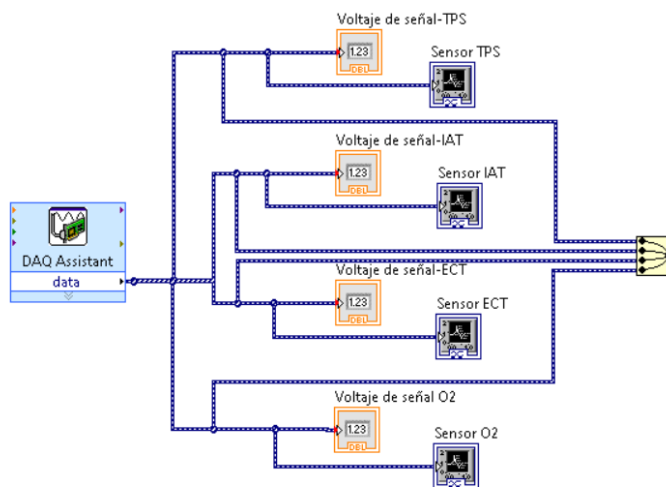 Voltaje de señal-TPS
1.23
DBL
Sensor TPS
Voltaje de señal-IAT
1.23
DBL
Sensor IAT
DAQ Assistant
data
Voltaje de señal-ECT
1.23
DBL
Sensor ECT
Voltaje de señal O2
1.23
DBL
Sensor O2